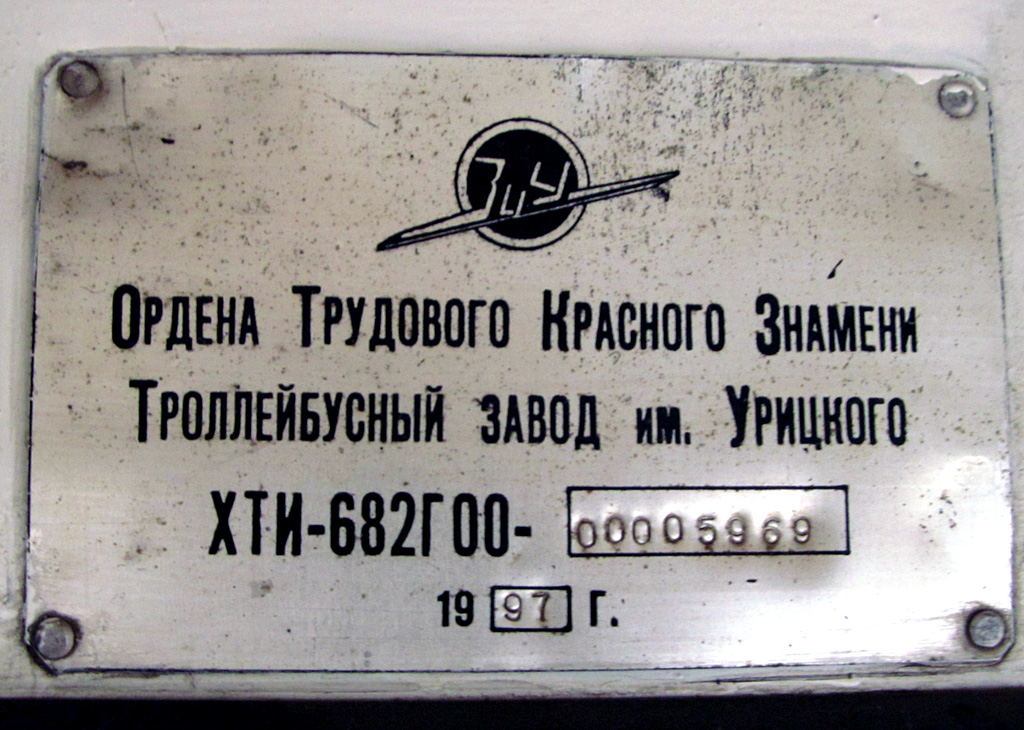 ЗиУ
Ордена Трудового Красного Знамени
Троллейбусный завод им. Урицкого
ХТИ-682Г00- 00005969
19 97 г.